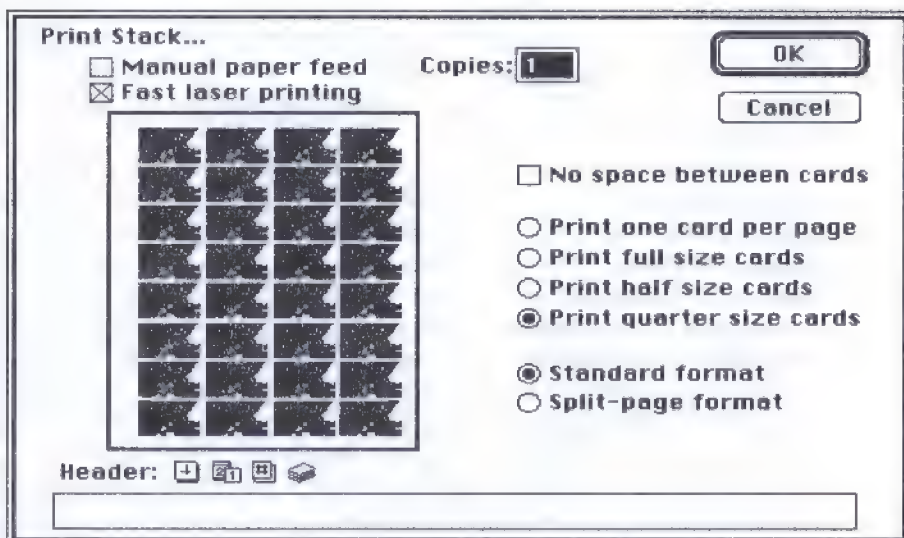 Print Stack...
Manual paper feed
Fast laser printing
Copies: 1
OK
Cancel
No space between cards
Print one card per page
Print full size cards
Print half size cards
Print quarter size cards
Standard format
Split-page format
Header: